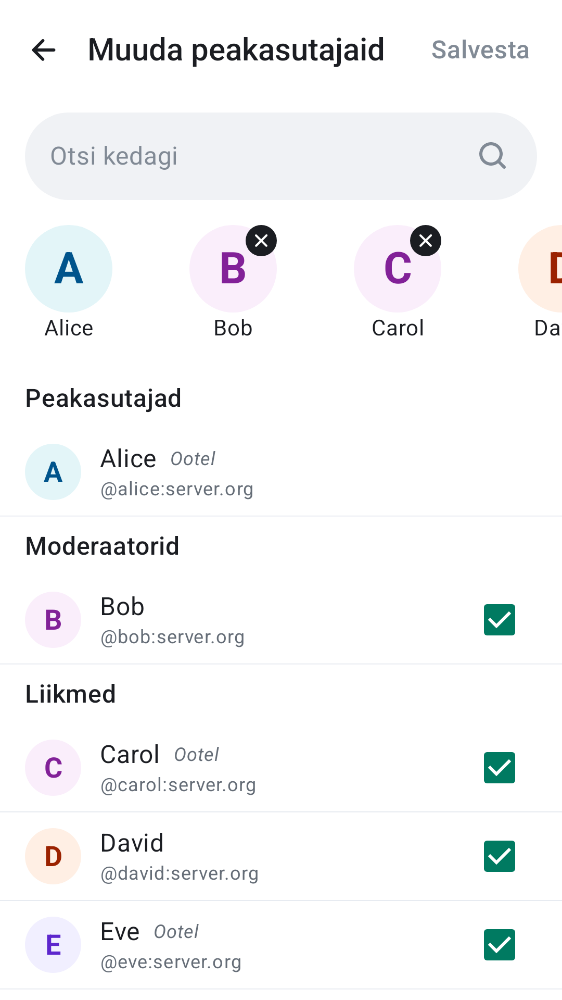 Muuda peakasutajaid Salvesta
Otsi kedagi
A B C
Alice Bob Carol Da
Peakasutajad
A Alice Ootel
@alice:server.org
Moderaatorid
B Bob
@bob:server.org
Liikmed
C Carol Ootel
@carol:server.org
D David
@david:server.org
E Eve Ootel
@eve:server.org